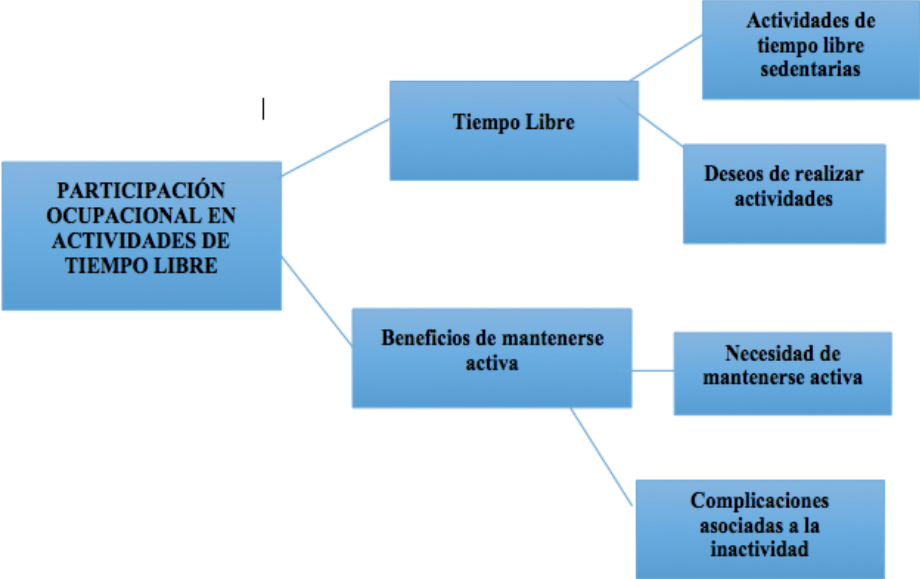 PARTICIPACIÓN
OCUPACIONAL EN
ACTIVIDADES DE
TIEMPO LIBRE
Tiempo Libre
Actividades de
tiempo libre
sedentarias
Deseos de realizar
actividades
Beneficios de mantenerse
activa
Necesidad de
mantenerse activa
Complicaciones
asociadas a la
inactividad